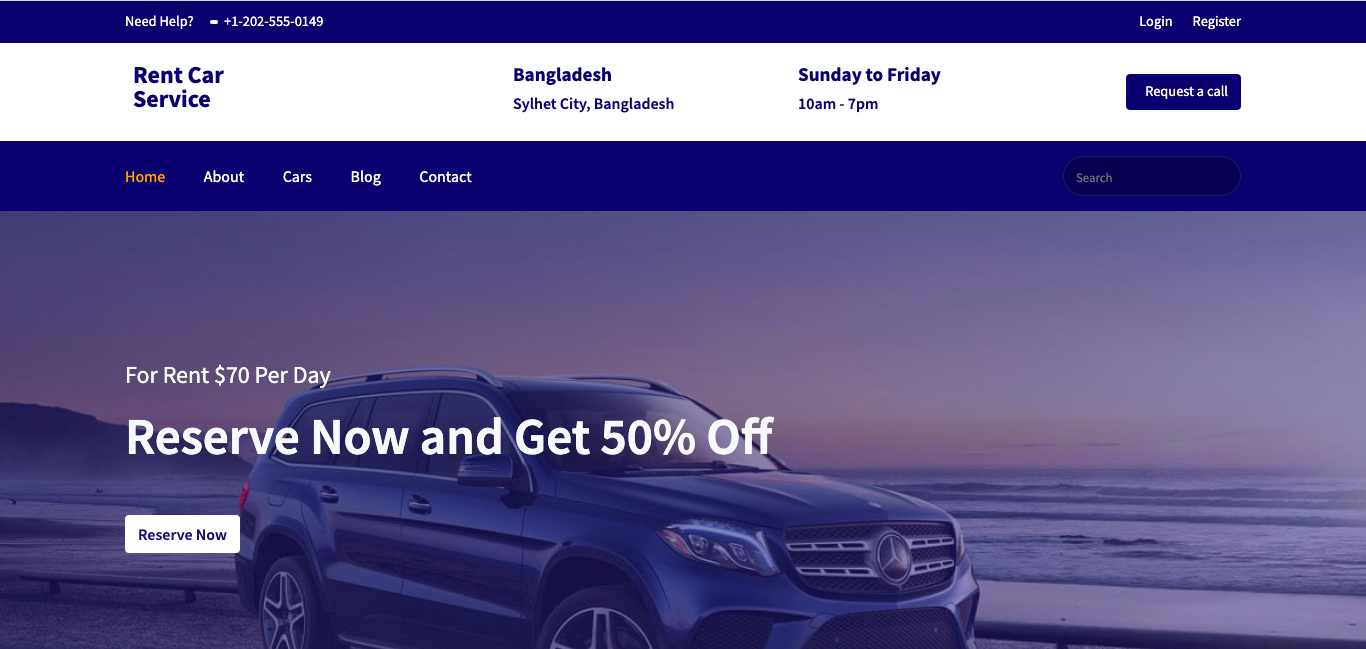 Need Help? +1-202-555-0149
Login Register
Rent Car
Service
Bangladesh
Sylhet City, Bangladesh
Sunday to Friday
10am - 7pm
Request a call
Home About Cars Blog Contact
Search
For Rent $70 Per Day
Reserve Now and Get 50% Off
Reserve Now